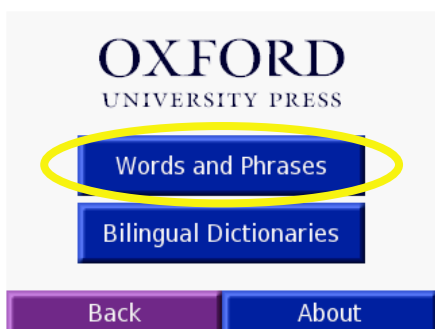 OXFORD
UNIVERSITY PRESS
Words and Phrases
Bilingual Dictionaries
Back About